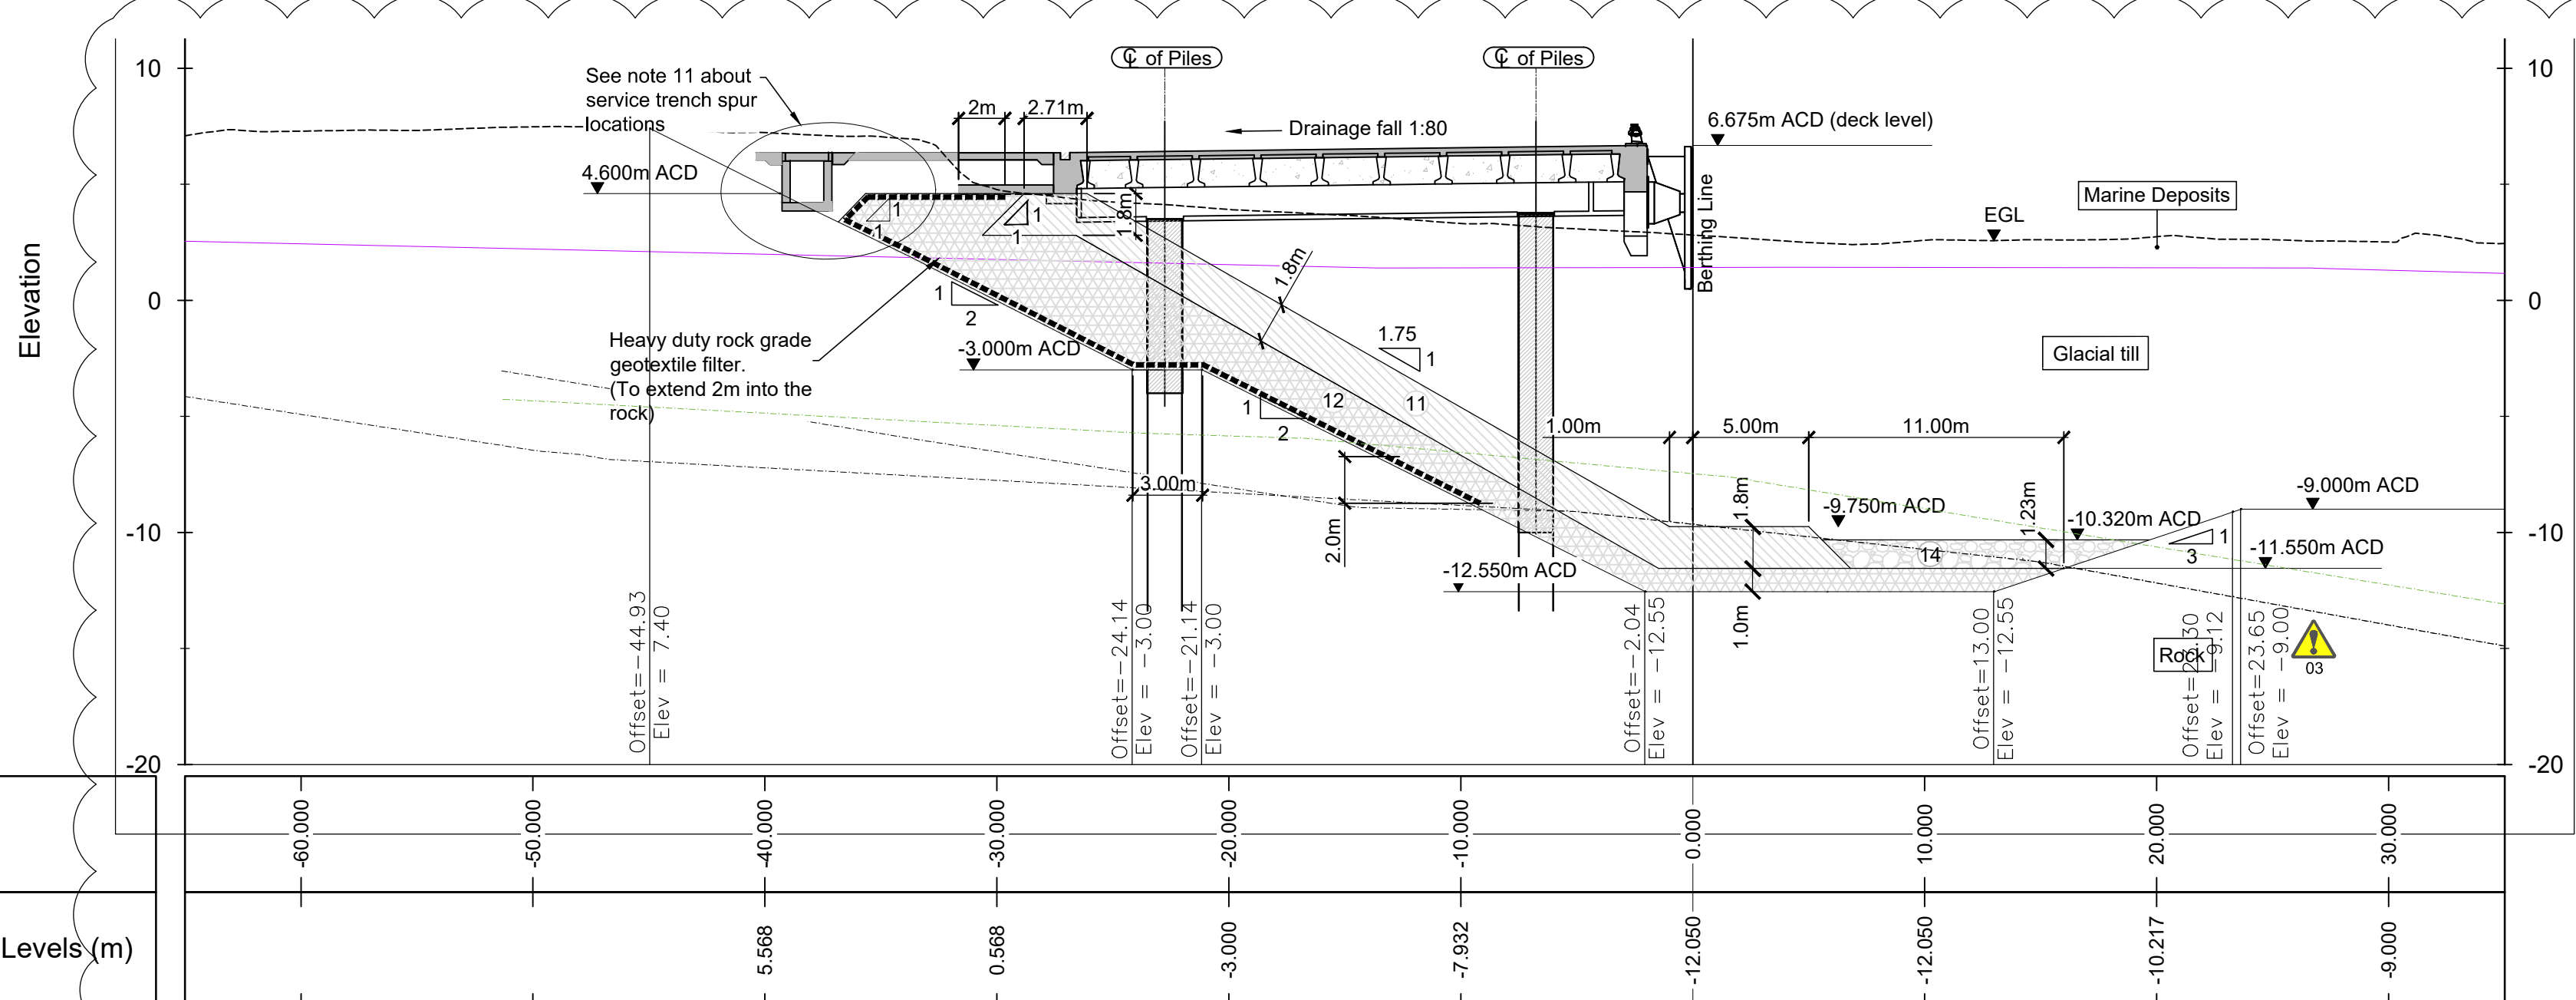 ℄ of Piles
℄ of Piles
10
10
See note 11 about
service trench spur
locations
2m
2.71m
Drainage fall 1:80
6.675m ACD (deck level)
4.600m ACD
Marine Deposits
EGL
1
1
1
1
1.8m
Berthing Line
Elevation
0
0
1.8m
1
2
Heavy duty rock grade
geotextile filter.
(To extend 2m into the
rock)
-3.000m ACD
1.75
1
Glacial till
12
11
1
2
1.00m
5.00m
11.00m
3.00m
2.0m
1.8m
-9.750m ACD
1.23m
-9.000m ACD
-10.320m ACD
-10
-10
14
1
3
-11.550m ACD
-12.550m ACD
1.0m
Offset=-44.93
Elev = 7.40
Offset=-24.14
Elev = -3.00
Offset=-21.14
Elev = -3.00
Offset=-2.04
Elev = -12.55
Offset=13.00
Elev = -12.55
Rock
Elev = -9.12
Offset=23.65
Elev = -9.00
03
-20
-20
-60.000
-50.000
-40.000
-30.000
-20.000
-10.000
0.000
10.000
20.000
30.000
Levels (m)
5.568
0.568
-3.000
-7.932
-12.050
-12.050
-10.217
-9.000